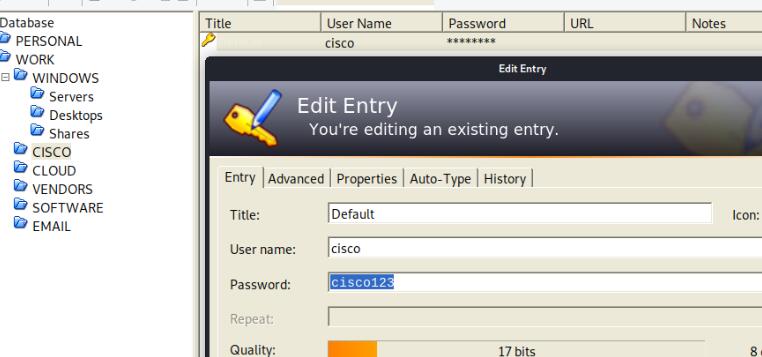 Database
PERSONAL
WORK
WINDOWS
Servers
Desktops
Shares
CISCO
CLOUD
VENDORS
SOFTWARE
EMAIL
Title User Name Password URL Notes
cisco ********
Edit Entry
Edit Entry
You're editing an existing entry.
Entry Advanced Properties Auto-Type History
Title: Default Icon:
User name: cisco
Password: cisco123
Repeat:
Quality: 17 bits 8